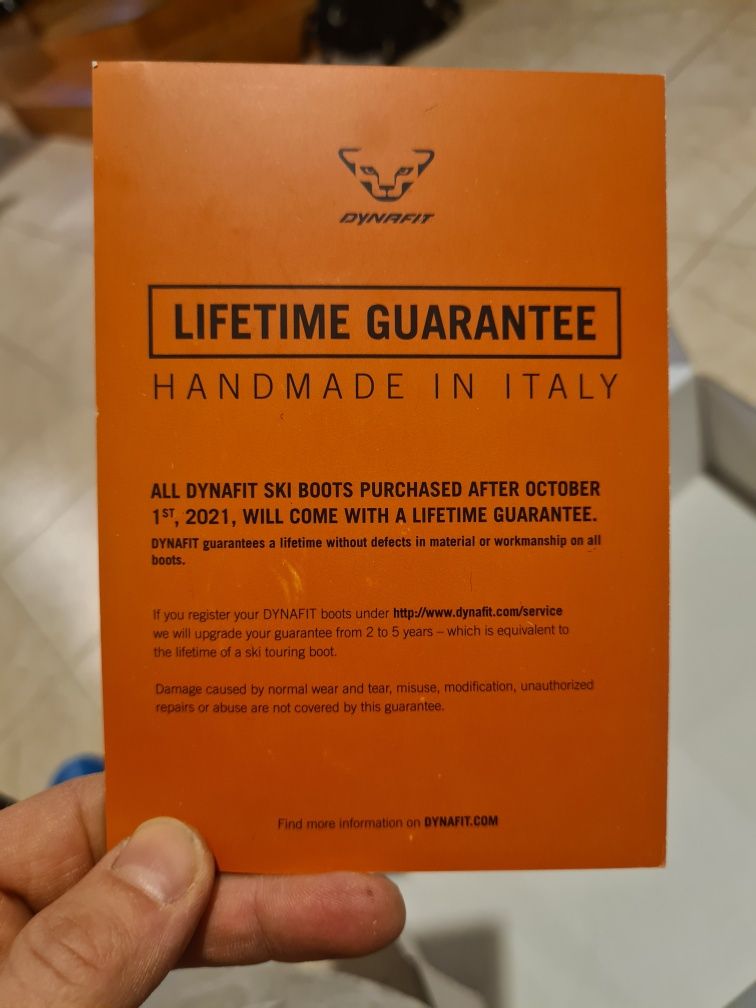 DYNAFIT
LIFETIME GUARANTEE
HANDMADE IN ITALY
ALL DYNAFIT SKI BOOTS PURCHASED AFTER OCTOBER
1ST, 2021, WILL COME WITH A LIFETIME GUARANTEE.
DYNAFIT guarantees a lifetime without defects in material or workmanship on all
boots.
If you register your DYNAFIT boots under http://www.dynafit.com/service
we will upgrade your guarantee from 2 to 5 years – which is equivalent to
the lifetime of a ski touring boot.
Damage caused by normal wear and tear, misuse, modification, unauthorized
repairs or abuse are not covered by this guarantee.
Find more information on DYNAFIT.COM